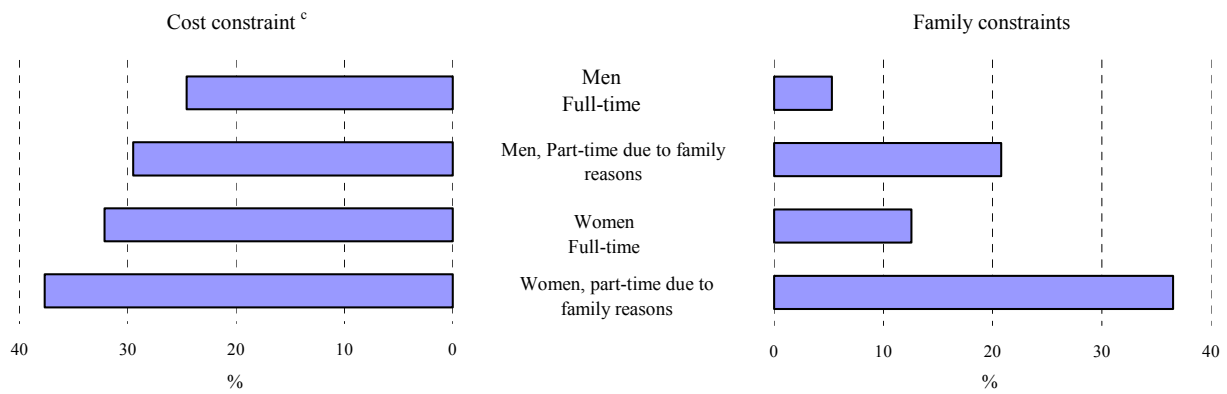 Cost constraint c
Family constraints
Men
Full-time
Men, Part-time due to family
reasons
Women
Full-time
Women, part-time due to
family reasons
40 30 20 10 0
0 10 20 30 40
%
%